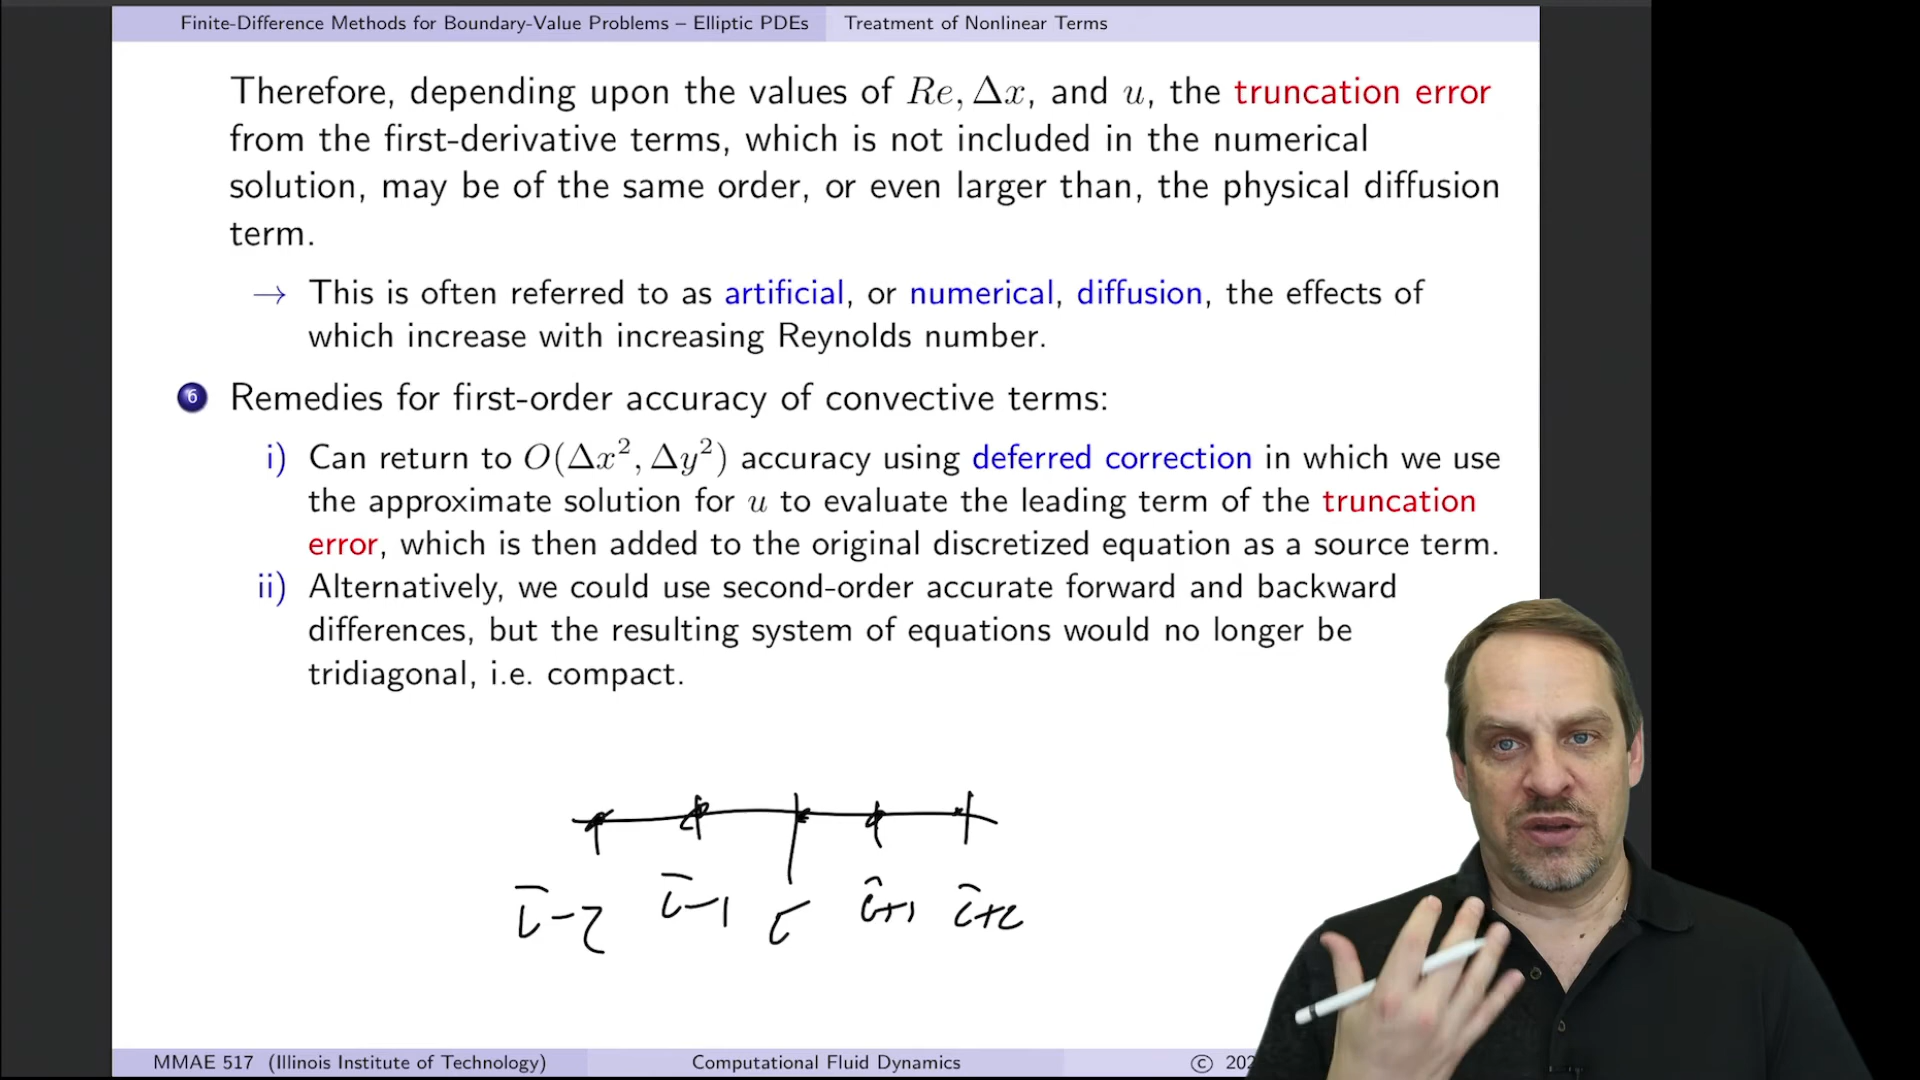 Finite-Difference Methods for Boundary-Value Problems – Elliptic PDEs Treatment of Nonlinear Terms
Therefore, depending upon the values of Re, Δx, and u, the truncation error
from the first-derivative terms, which is not included in the numerical
solution, may be of the same order, or even larger than, the physical diffusion
term.
→ This is often referred to as artificial, or numerical, diffusion, the effects of
which increase with increasing Reynolds number.
6 Remedies for first-order accuracy of convective terms:
i) Can return to O(Δx², Δy²) accuracy using deferred correction in which we use
the approximate solution for u to evaluate the leading term of the truncation
error, which is then added to the original discretized equation as a source term.
ii) Alternatively, we could use second-order accurate forward and backward
differences, but the resulting system of equations would no longer be
tridiagonal, i.e. compact.
i-2 i-1 i i+1 i+2
MMAE 517 (Illinois Institute of Technology) Computational Fluid Dynamics ©